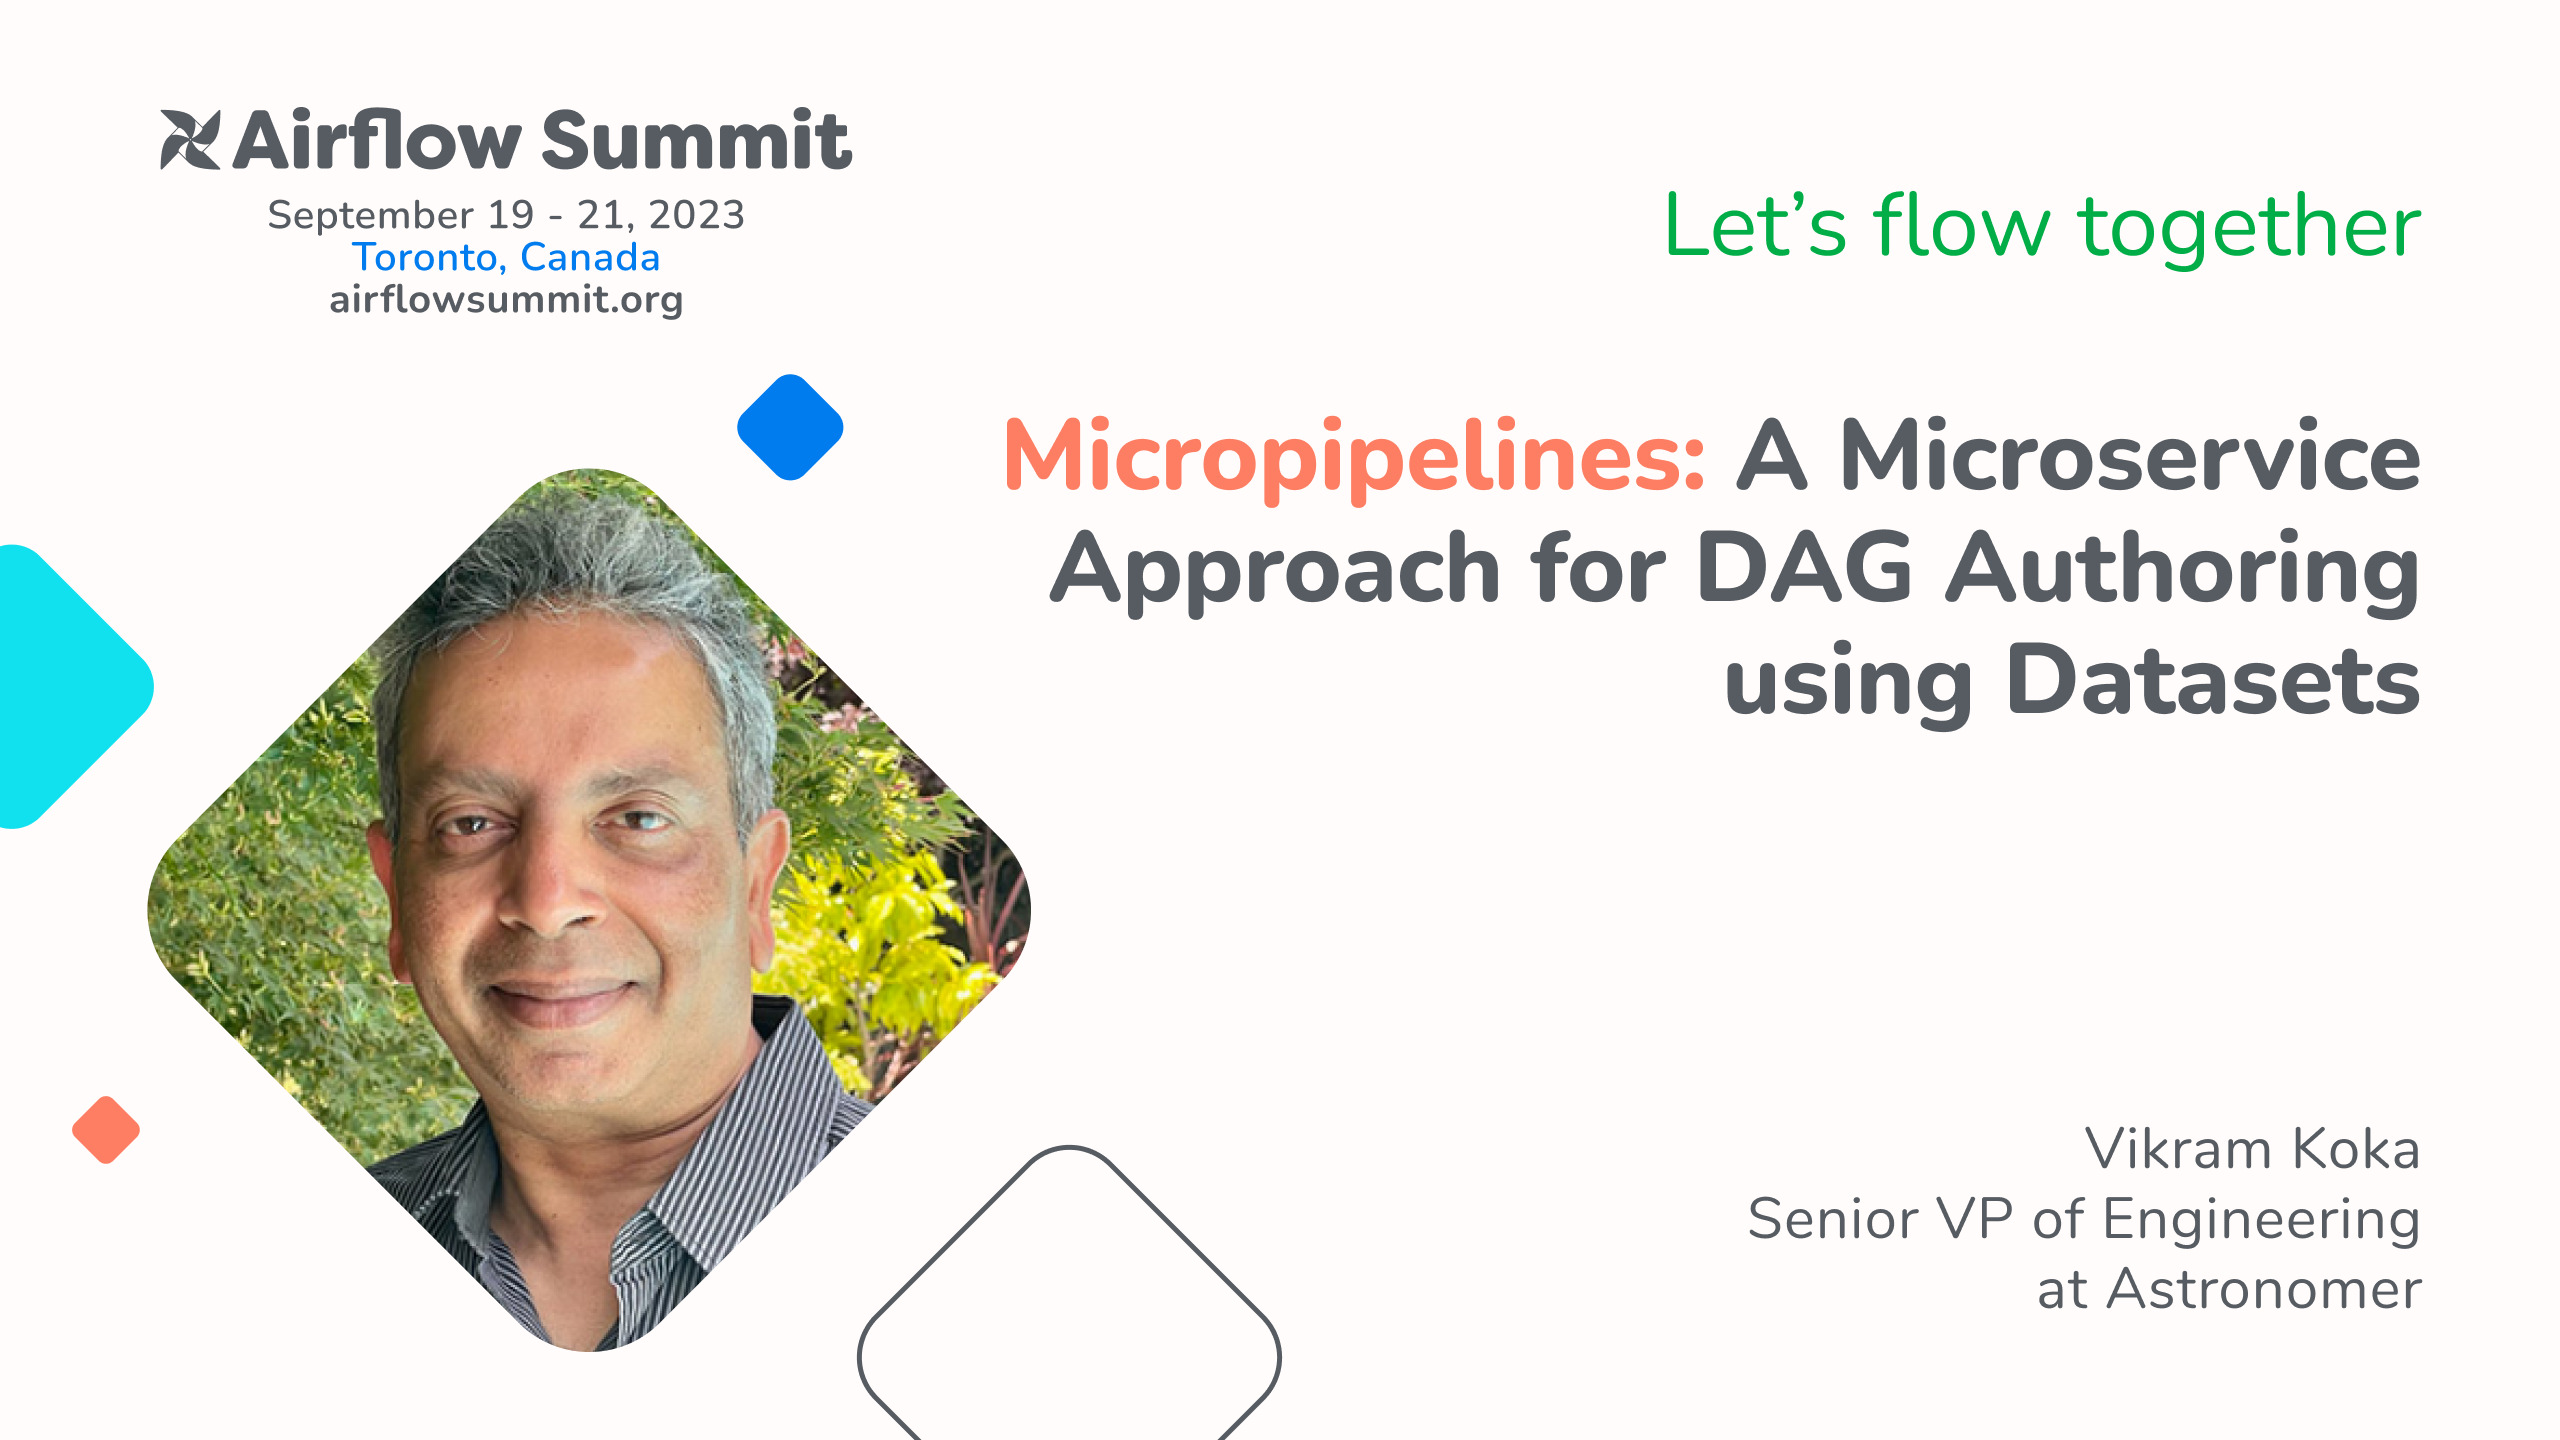 Airflow Summit
September 19 - 21, 2023
Toronto, Canada
airflowsummit.org
Let’s flow together
Micropipelines: A Microservice
Approach for DAG Authoring
using Datasets
Vikram Koka
Senior VP of Engineering
at Astronomer